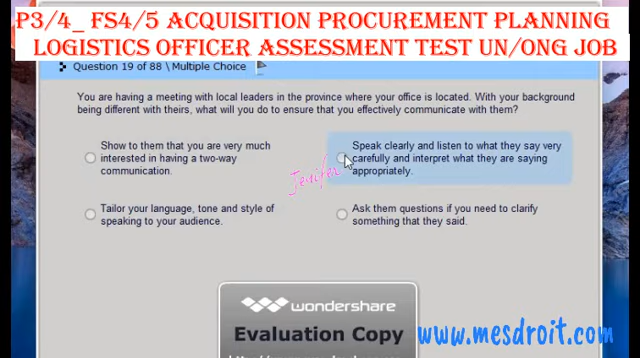 P3/4_ FS4/5 ACQUISITION PROCUREMENT PLANNING
LOGISTICS OFFICER ASSESSMENT TEST UN/ONG JOB
Question 19 of 88 \ Multiple Choice
You are having a meeting with local leaders in the province where your office is located. With your background
being different with theirs, what will you do to ensure that you effectively communicate with them?
Show to them that you are very much
interested in having a two-way
communication.
Speak clearly and listen to what they say very
carefully and interpret what they are saying
appropriately.
Jenifer
Tailor your language, tone and style of
speaking to your audience.
Ask them questions if you need to clarify
something that they said.
wondershare
Evaluation Copy
www.mesdroit.com